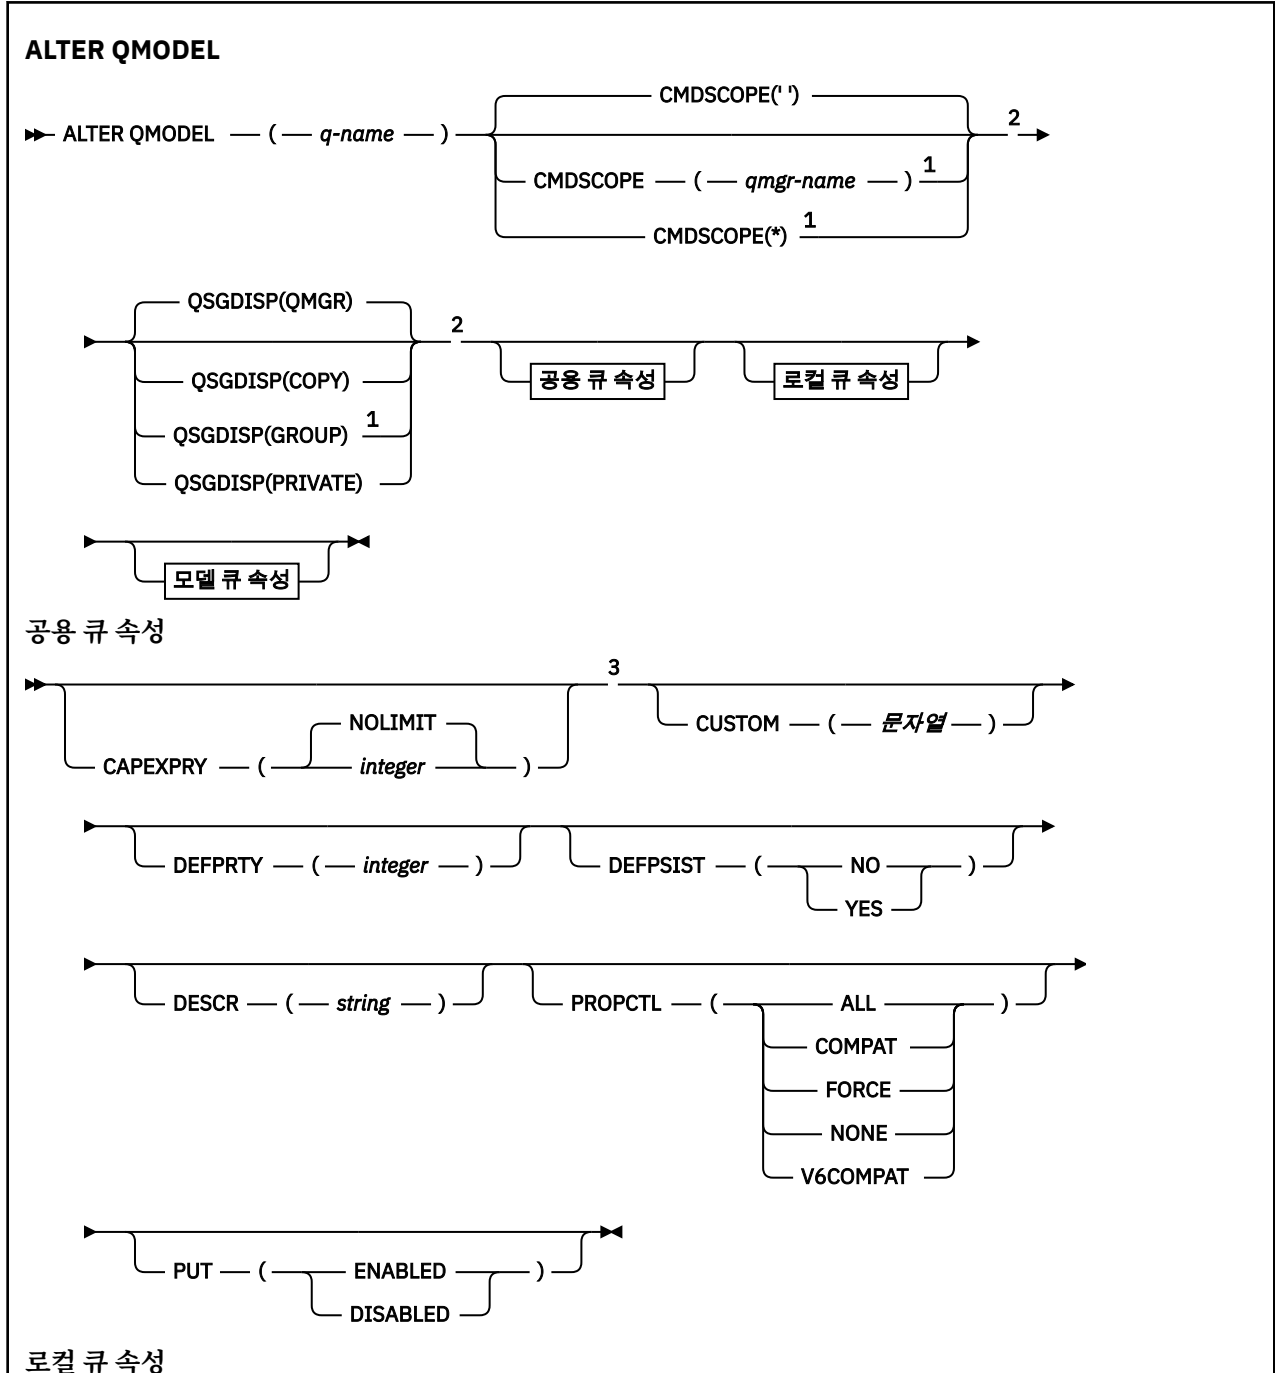 ALTER QMODEL
CMDSCOPE(' ')
ALTER QMODEL ( q-name ) 2
CMDSCOPE ( qmgr-name ) 1
CMDSCOPE(*) 1
QSGDISP(QMGR)
2
QSGDISP(COPY) 공용 큐 속성 로컬 큐 속성
QSGDISP(GROUP) 1
QSGDISP(PRIVATE)
모델 큐 속성
공용 큐 속성
3
NOLIMIT CUSTOM ( 문자열 )
CAPEXPRY ( integer )
DEFPRTY ( integer ) DEFPSIST ( NO )
YES
DESCR ( string ) PROPCTL ( ALL )
COMPAT
FORCE
NONE
V6COMPAT
PUT ( ENABLED )
DISABLED
로컬 큐 속성